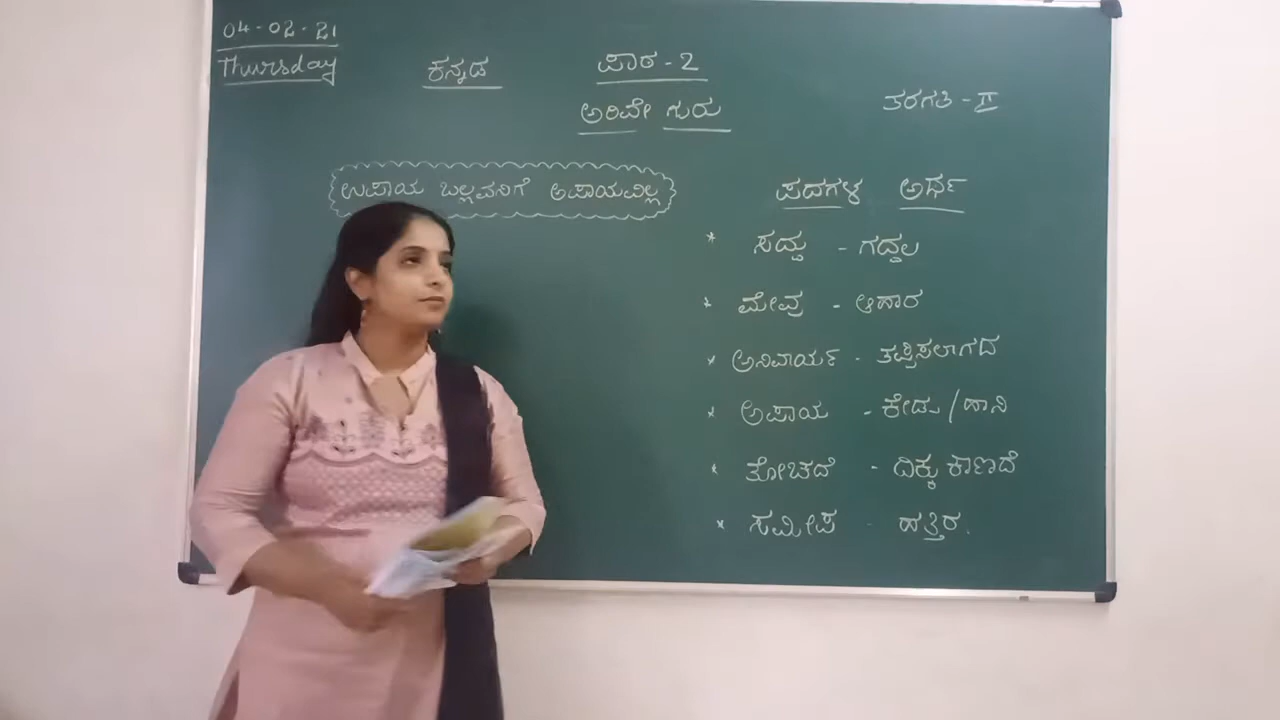 04-02-21
Thursday
ಕನ್ನಡ
ಪಾಠ - 2
ಅರಿವೇ ಗುರು
ತರಗತಿ - II
ಉಪಾಯ ಬಲ್ಲವನಿಗೆ ಅಪಾಯವಿಲ್ಲ
ಪದಗಳ ಅರ್ಥ
* ಸದ್ದು - ಗದ್ದಲ
* ಮೇವು - ಆಹಾರ
* ಅನಿವಾರ್ಯ - ತಪ್ಪಿಸಲಾಗದ
* ಅಪಾಯ - ಕೇಡು / ಹಾನಿ
* ತೋಚದೆ - ದಿಕ್ಕು ಕಾಣದೆ
* ಸಮೀಪ - ಹತ್ತಿರ.